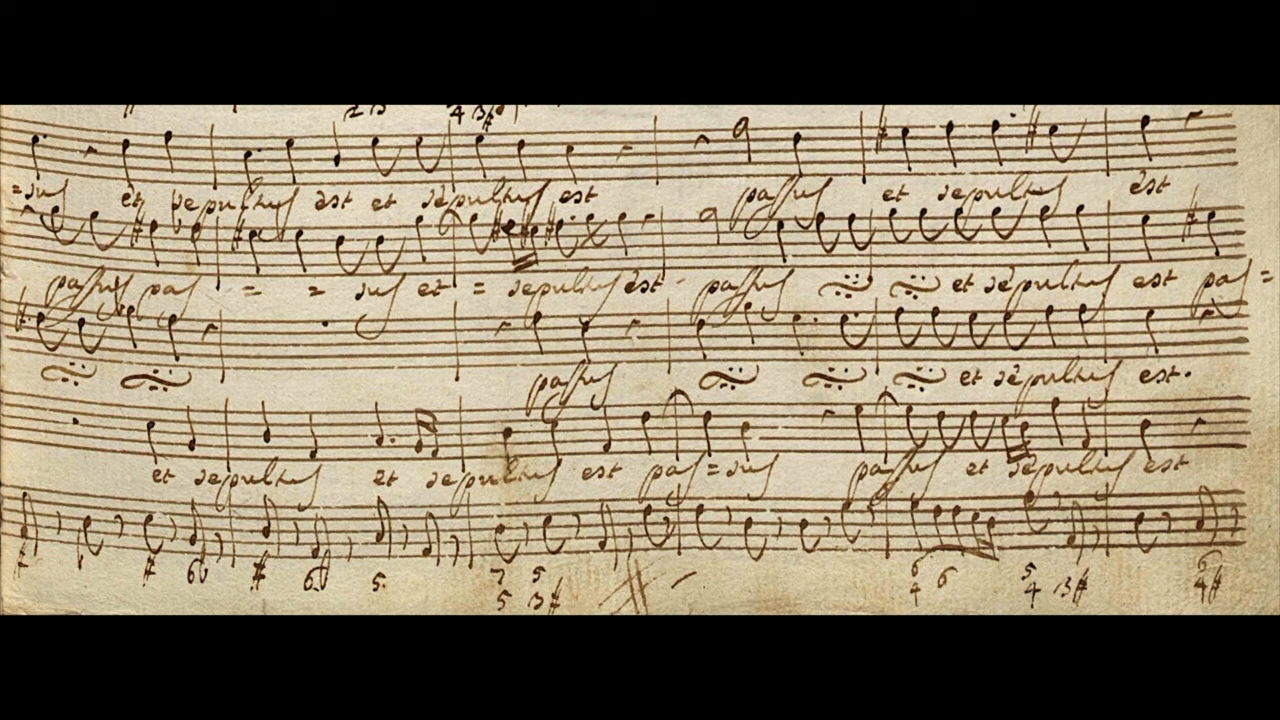 =sus et sepultus est et sepultus est passus et sepultus est
passus pas = = sus et = sepultus est passus et sepultus est pas=
passus et sepultus est.
et sepultus et sepultus est pas=sus passus et sepultus est